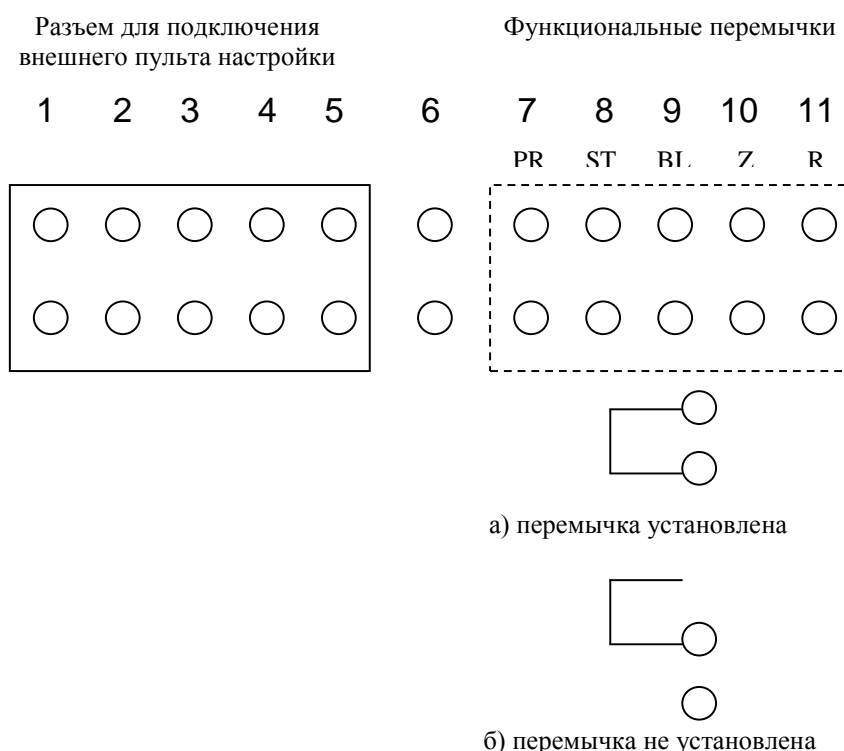 Разъем для подключения
внешнего пульта настройки
Функциональные перемычки
1 2 3 4 5 6 7 8 9 10 11
PR ST BL Z R
а) перемычка установлена
б) перемычка не установлена